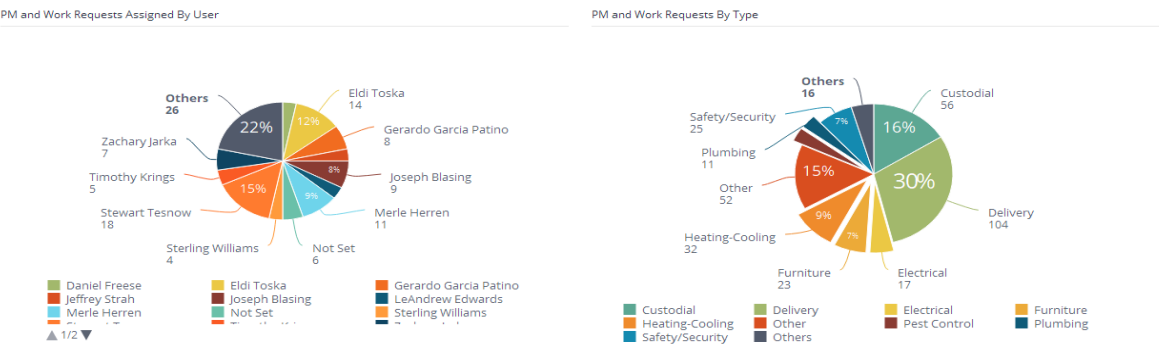 PM and Work Requests Assigned By User
Others
26
Eldi Toska
14
22%
12%
Gerardo Garcia Patino
8
Zachary Jarka
7
8%
Joseph Blasing
9
Timothy Krings
5
15%
9%
Stewart Tesnow
18
Merle Herren
11
Sterling Williams
4
Not Set
6
Daniel Freese
Eldi Toska
Gerardo Garcia Patino
Jeffrey Strah
Joseph Blasing
LeAndrew Edwards
Merle Herren
Not Set
Sterling Williams
1/2
PM and Work Requests By Type
Others
16
Custodial
56
Safety/Security
25
7%
16%
Plumbing
11
15%
30%
Other
52
Delivery
104
9%
7%
Heating-Cooling
32
Furniture
23
Electrical
17
Custodial
Delivery
Electrical
Furniture
Heating-Cooling
Other
Pest Control
Plumbing
Safety/Security
Others